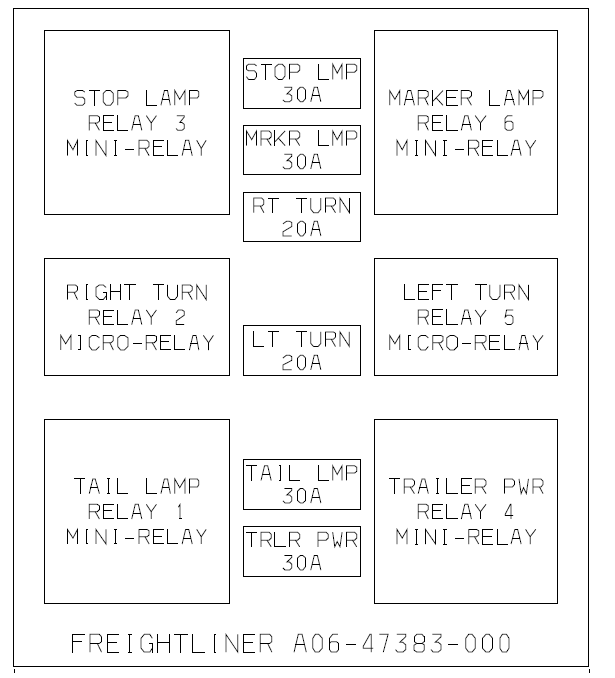 STOP LAMP
RELAY 3
MINI-RELAY
STOP LMP
30A
MRKR LMP
30A
RT TURN
20A
MARKER LAMP
RELAY 6
MINI-RELAY
RIGHT TURN
RELAY 2
MICRO-RELAY
LT TURN
20A
LEFT TURN
RELAY 5
MICRO-RELAY
TAIL LAMP
RELAY 1
MINI-RELAY
TAIL LMP
30A
TRLR PWR
30A
TRAILER PWR
RELAY 4
MINI-RELAY
FREIGHTLINER A06-47383-000